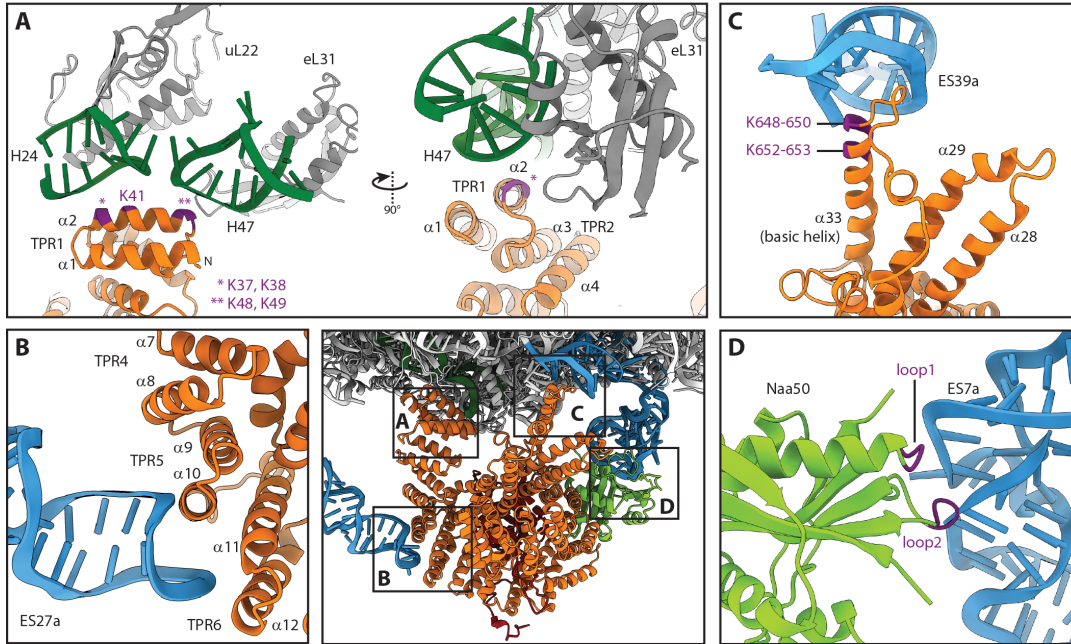 A
uL22
eL31
H24
K41
*
**
α2
TPR1
α1
N
H47
* K37, K38
** K48, K49
90°
eL31
H47
α2
TPR1
*
α1
α3
TPR2
α4
C
ES39a
K648-650
K652-653
α29
α33
(basic helix)
α28
B
α7
TPR4
α8
α9
TPR5
α10
α11
ES27a
TPR6
α12
A
C
D
B
D
loop1
Naa50
ES7a
loop2